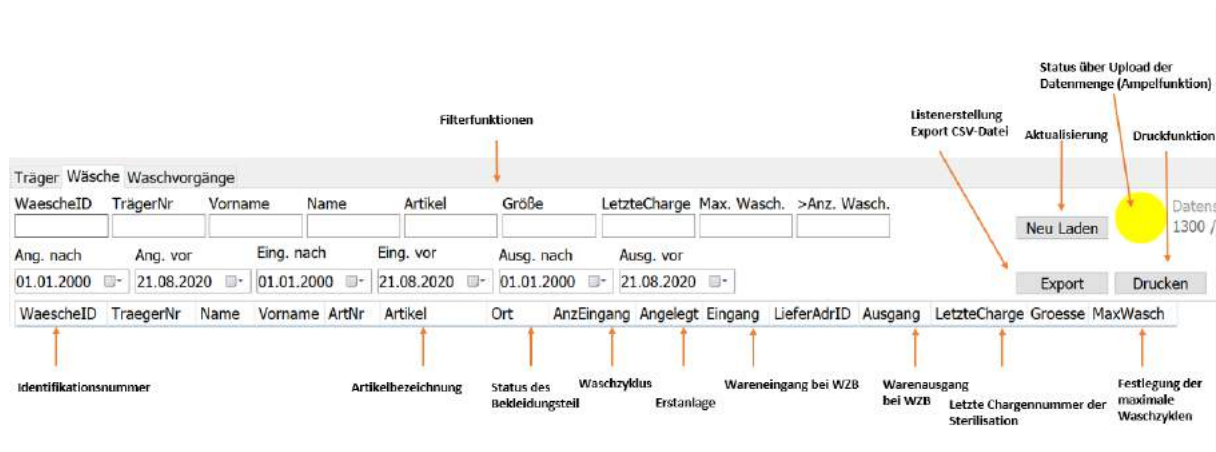 Status über Upload der
Datenmenge (Ampelfunktion)
Listenerstellung
Export CSV-Datei
Filterfunktionen
Aktualisierung
Druckfunktion
Träger Wäsche Waschvorgänge
WaescheID TrägerNr Vorname Name Artikel Größe LetzteCharge Max. Wasch. >Anz. Wasch.
Neu Laden
Datens
1300 /
Ang. nach Ang. vor Eing. nach Eing. vor Ausg. nach Ausg. vor
01.01.2000 21.08.2020 01.01.2000 21.08.2020 01.01.2000 21.08.2020
Export Drucken
WaescheID TraegerNr Name Vorname ArtNr Artikel Ort AnzEingang Angelegt Eingang LieferAdrID Ausgang LetzteCharge Groesse MaxWasch
Identifikationsnummer
Artikelbezeichnung
Status des
Bekleidungsteil
Waschzyklus
Erstanlage
Wareneingang bei WZB
Warenausgang
bei WZB
Letzte Chargennummer der
Sterilisation
Festlegung der
maximale
Waschzyklen